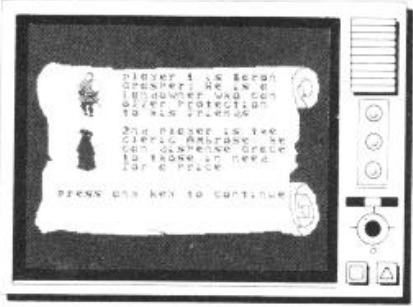 Player 1 is Baron
Grasher; He is a
landowner who can
offer Protection
to his friends
2nd player is the
cleric Ambrose. He
can dispense Grace
to those in need
for a Price
Press any key to continue